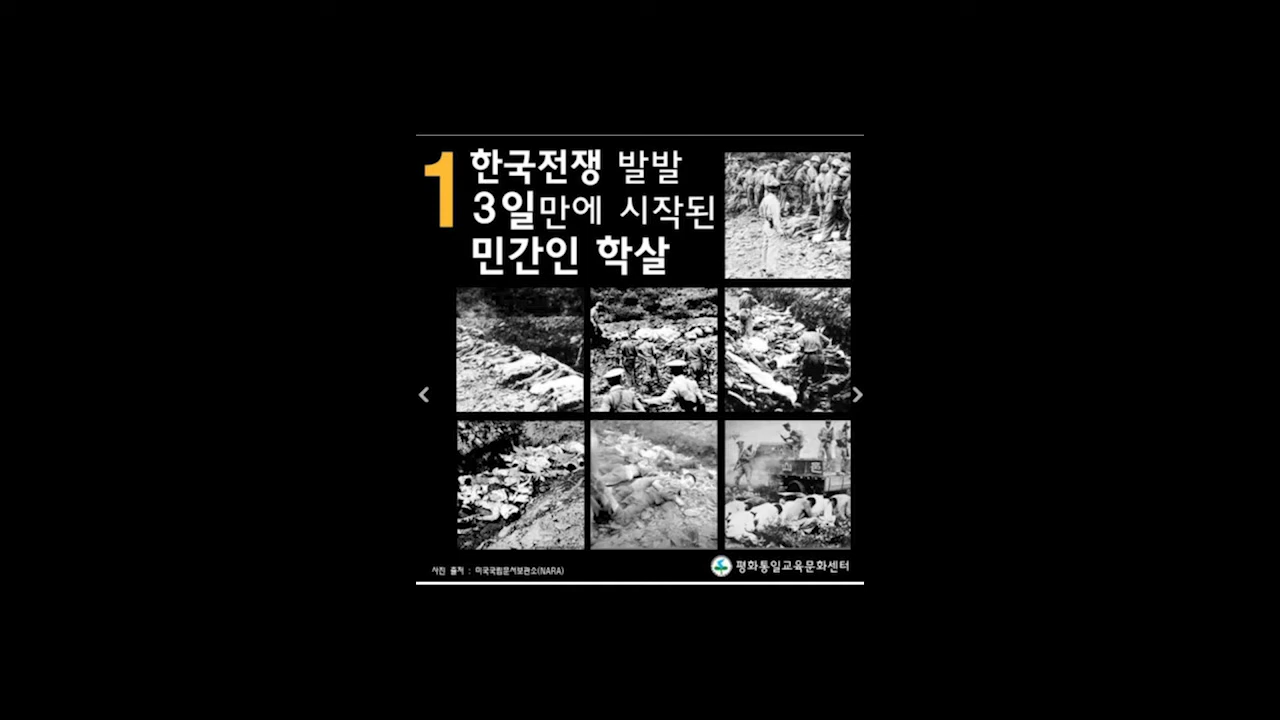 1
한국전쟁 발발
3일만에 시작된
민간인 학살
사진 출처 : 미국국립문서보관소(NARA)
평화통일교육문화센터